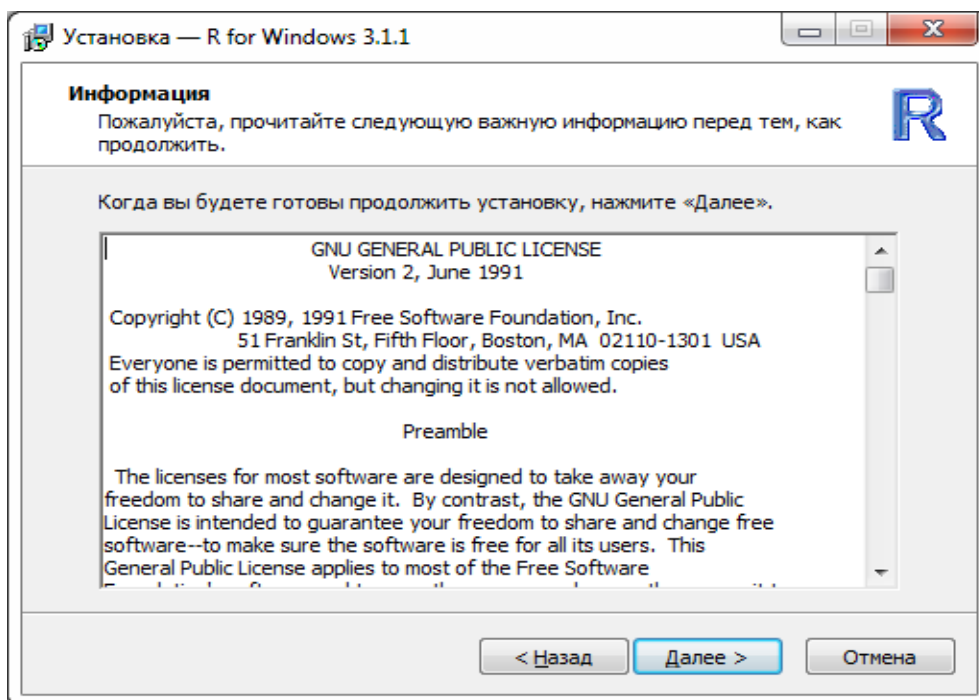 Установка — R for Windows 3.1.1
Информация
Пожалуйста, прочитайте следующую важную информацию перед тем, как
продолжить.
R
Когда вы будете готовы продолжить установку, нажмите «Далее».
GNU GENERAL PUBLIC LICENSE
Version 2, June 1991
Copyright (C) 1989, 1991 Free Software Foundation, Inc.
51 Franklin St, Fifth Floor, Boston, MA 02110-1301 USA
Everyone is permitted to copy and distribute verbatim copies
of this license document, but changing it is not allowed.
Preamble
The licenses for most software are designed to take away your
freedom to share and change it. By contrast, the GNU General Public
License is intended to guarantee your freedom to share and change free
software--to make sure the software is free for all its users. This
General Public License applies to most of the Free Software
< Назад Далее > Отмена